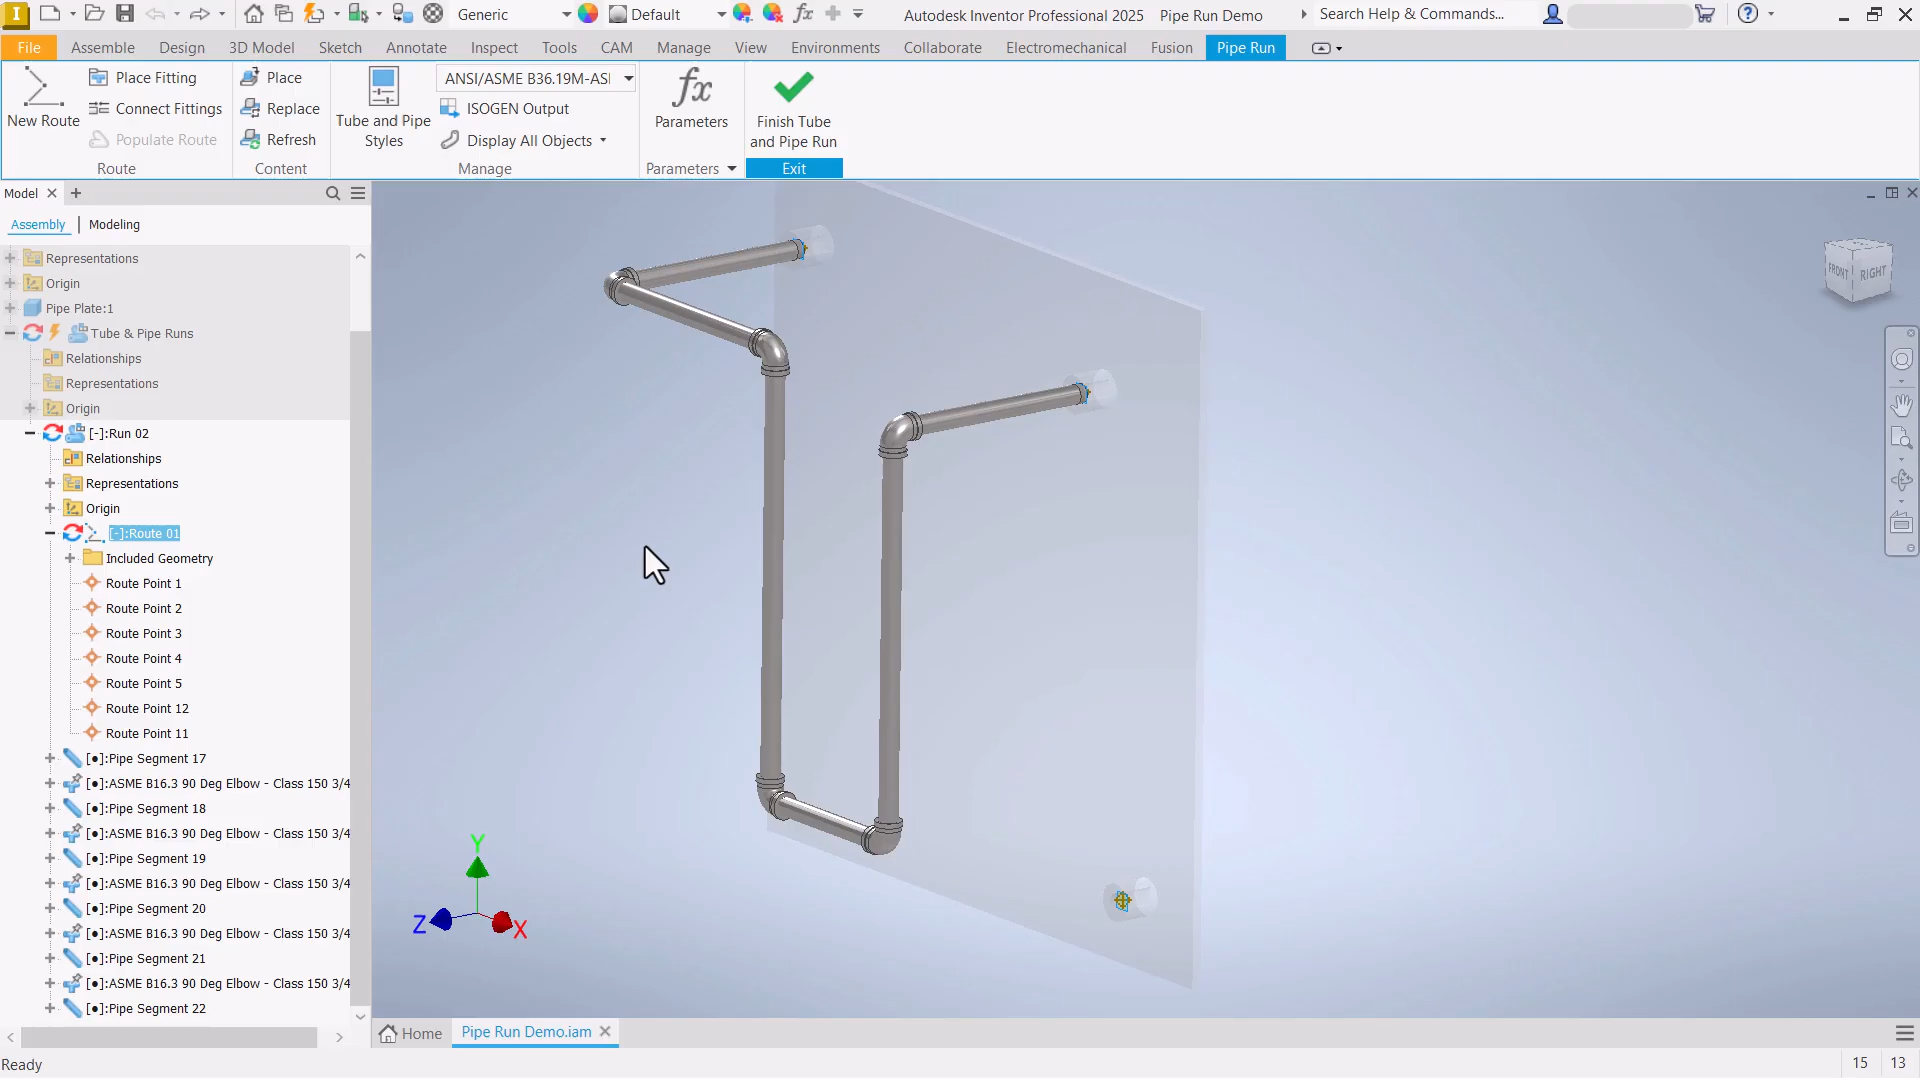 Generic
Default
Autodesk Inventor Professional 2025 Pipe Run Demo
Search Help & Commands...
File Assemble Design 3D Model Sketch Annotate Inspect Tools CAM Manage View Environments Collaborate Electromechanical Fusion Pipe Run
New Route
Place Fitting
Connect Fittings
Populate Route
Route
Place
Replace
Refresh
Content
Tube and Pipe
Styles
ANSI/ASME B36.19M-ASI
ISOGEN Output
Display All Objects
Manage
fx
Parameters
Parameters
Finish Tube
and Pipe Run
Exit
Model
Assembly | Modeling
Representations
Origin
Pipe Plate:1
Tube & Pipe Runs
Relationships
Representations
Origin
[-]:Run 02
Relationships
Representations
Origin
[-]:Route 01
Included Geometry
Route Point 1
Route Point 2
Route Point 3
Route Point 4
Route Point 5
Route Point 12
Route Point 11
[•]:Pipe Segment 17
[•]:ASME B16.3 90 Deg Elbow - Class 150 3/4
[•]:Pipe Segment 18
[•]:ASME B16.3 90 Deg Elbow - Class 150 3/4
[•]:Pipe Segment 19
[•]:ASME B16.3 90 Deg Elbow - Class 150 3/4
[•]:Pipe Segment 20
[•]:ASME B16.3 90 Deg Elbow - Class 150 3/4
[•]:Pipe Segment 21
[•]:ASME B16.3 90 Deg Elbow - Class 150 3/4
[•]:Pipe Segment 22
FRONT RIGHT
Y
Z
X
Home
Pipe Run Demo.iam
Ready
15 13